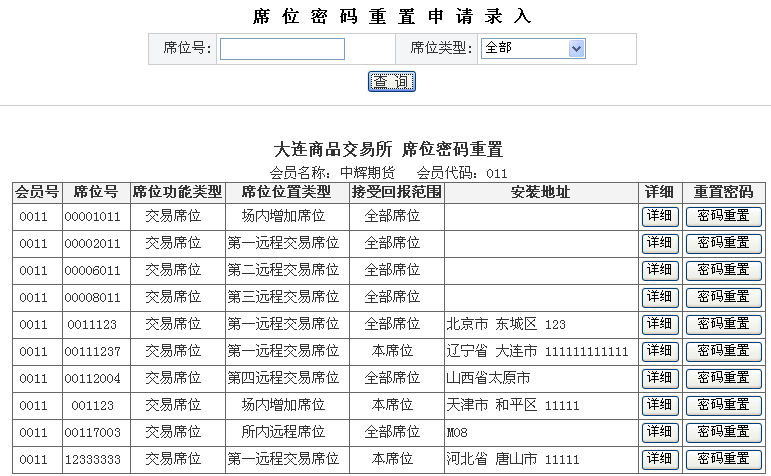 席位密码重置申请录入
席位号: 席位类型: 全部
查 询
大连商品交易所 席位密码重置
会员名称：中辉期货 会员代码：011
会员号 席位号 席位功能类型 席位位置类型 接受回报范围 安装地址 详细 重置密码
0011 00001011 交易席位 场内增加席位 全部席位 详细 密码重置
0011 00002011 交易席位 第一远程交易席位 全部席位 详细 密码重置
0011 00006011 交易席位 第二远程交易席位 全部席位 详细 密码重置
0011 00008011 交易席位 第三远程交易席位 全部席位 详细 密码重置
0011 0011123 交易席位 第一远程交易席位 全部席位 北京市 东城区 123 详细 密码重置
0011 00111237 交易席位 第一远程交易席位 本席位 辽宁省 大连市 111111111111 详细 密码重置
0011 00112004 交易席位 第四远程交易席位 全部席位 山西省太原市 详细 密码重置
0011 001123 交易席位 场内增加席位 本席位 天津市 和平区 11111 详细 密码重置
0011 00117003 交易席位 所内远程席位 全部席位 M08 详细 密码重置
0011 12333333 交易席位 第一远程交易席位 本席位 河北省 唐山市 11111 详细 密码重置